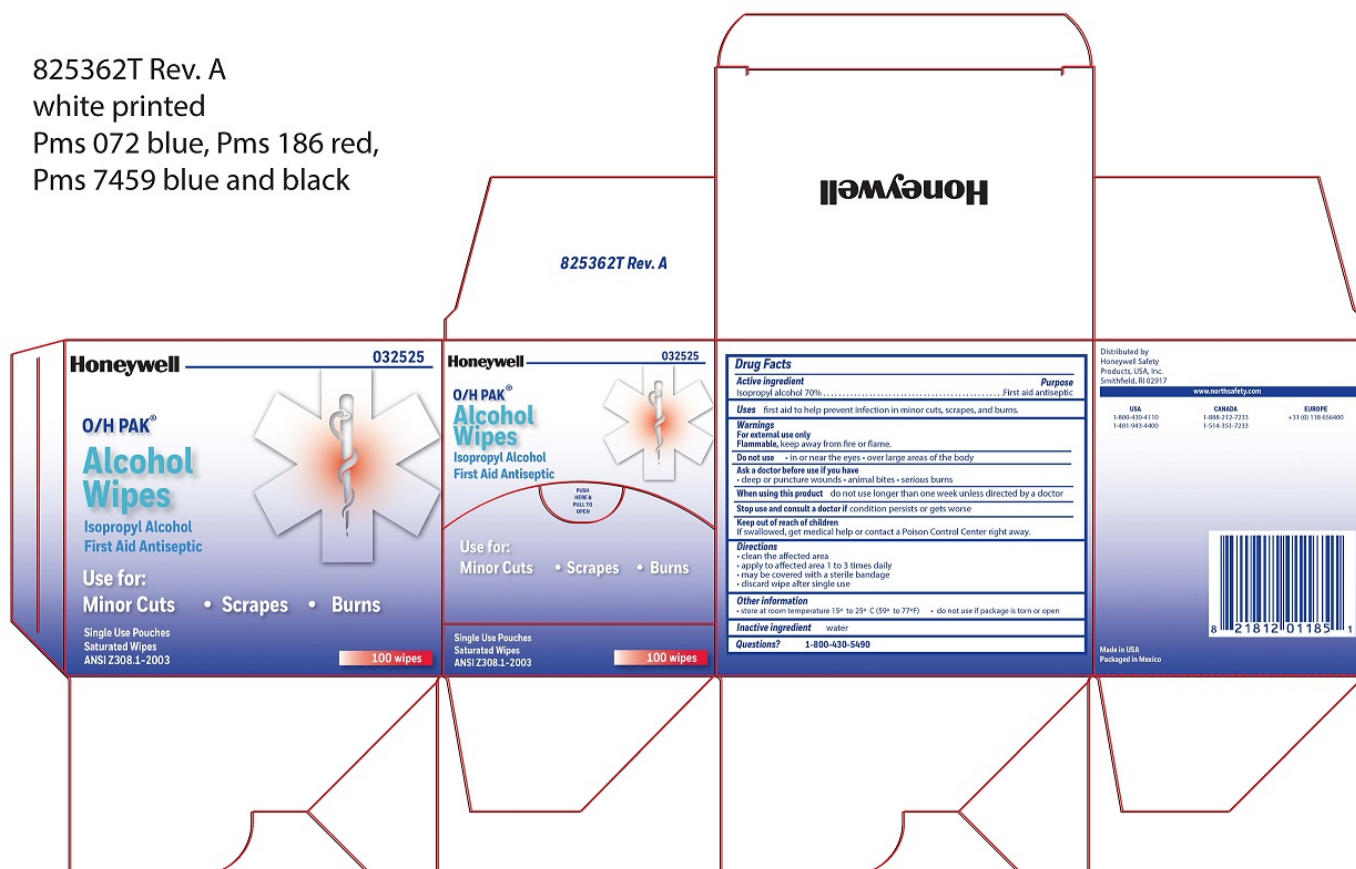 825362T Rev. A
white printed
Pms 072 blue, Pms 186 red,
Pms 7459 blue and black
Honeywell
825362T Rev. A
Honeywell 032525
O/H PAK®
Alcohol
Wipes
Isopropyl Alcohol
First Aid Antiseptic
Use for:
Minor Cuts • Scrapes • Burns
Single Use Pouches
Saturated Wipes
ANSI Z308.1-2003
100 wipes
Honeywell 032525
O/H PAK®
Alcohol
Wipes
Isopropyl Alcohol
First Aid Antiseptic
PUSH
HERE &
PULL TO
OPEN
Use for:
Minor Cuts • Scrapes • Burns
Single Use Pouches
Saturated Wipes
ANSI Z308.1-2003
100 wipes
Drug Facts
Active ingredient Purpose
Isopropyl alcohol 70% ............................................. First aid antiseptic
Uses first aid to help prevent infection in minor cuts, scrapes, and burns.
Warnings
For external use only
Flammable, keep away from fire or flame.
Do not use • in or near the eyes • over large areas of the body
Ask a doctor before use if you have
• deep or puncture wounds • animal bites • serious burns
When using this product do not use longer than one week unless directed by a doctor
Stop use and consult a doctor if condition persists or gets worse
Keep out of reach of children
If swallowed, get medical help or contact a Poison Control Center right away.
Directions
• clean the affected area
• apply to affected area 1 to 3 times daily
• may be covered with a sterile bandage
• discard wipe after single use
Other information
• store at room temperature 15° to 25° C (59° to 77°F) • do not use if package is torn or open
Inactive ingredient water
Questions? 1-800-430-5490
Distributed by
Honeywell Safety
Products, USA, Inc.
Smithfield, RI 02917
www.northsafety.com
USA CANADA EUROPE
1-800-430-4110 1-888-212-7233 +33 (0) 118 656400
1-401-943-4400 1-514-351-7233
8 21812 01185 1
Made in USA
Packaged in Mexico